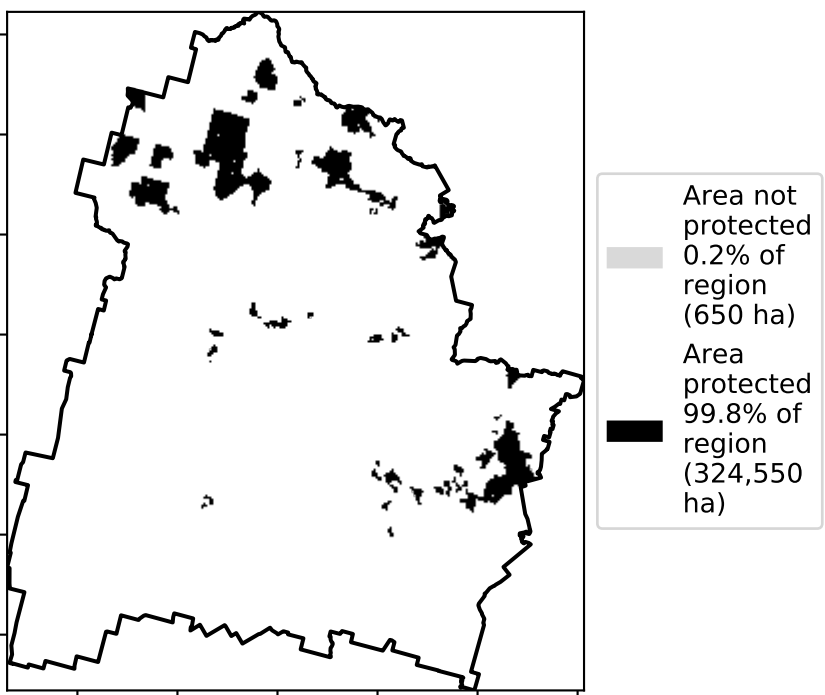 Area not
protected
0.2% of
region
(650 ha)
Area
protected
99.8% of
region
(324,550
ha)